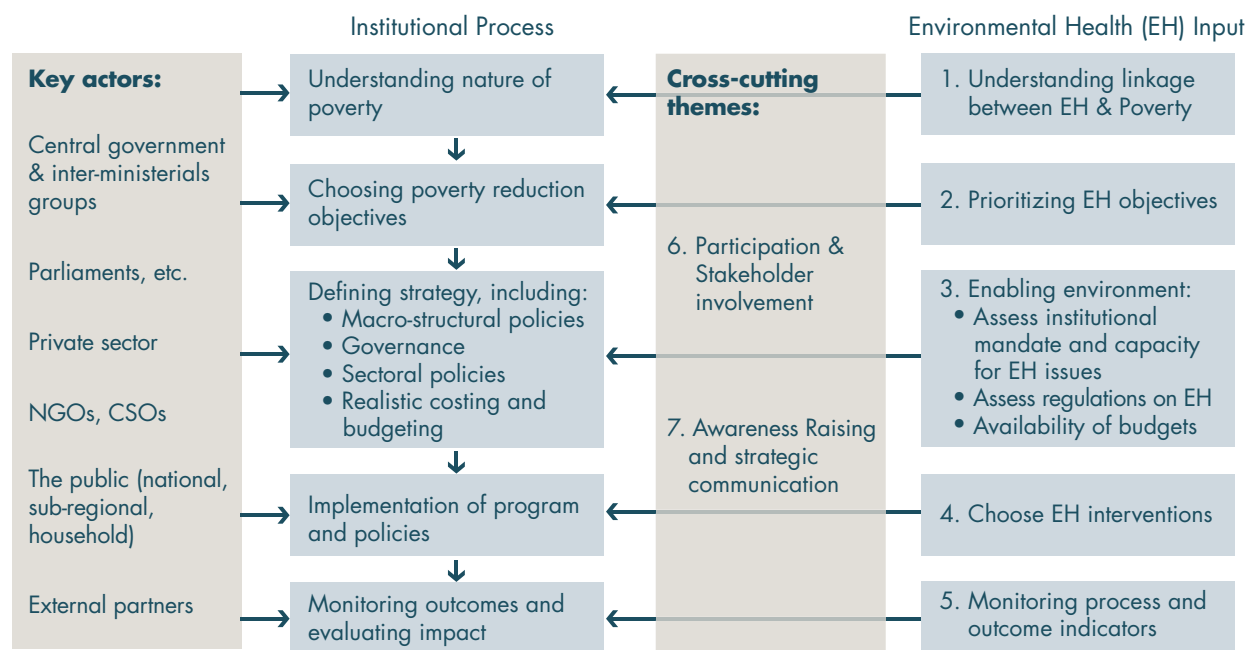 Institutional Process
Environmental Health (EH) Input
Key actors:
Central government
& inter-ministerials
groups
Parliaments, etc.
Private sector
NGOs, CSOs
The public (national,
sub-regional,
household)
External partners
Understanding nature of
poverty
Choosing poverty reduction
objectives
Defining strategy, including:
• Macro-structural policies
• Governance
• Sectoral policies
• Realistic costing and
budgeting
Implementation of program
and policies
Monitoring outcomes and
evaluating impact
Cross-cutting
themes:
6. Participation &
Stakeholder
involvement
7. Awareness Raising
and strategic
communication
1. Understanding linkage
between EH & Poverty
2. Prioritizing EH objectives
3. Enabling environment:
• Assess institutional
mandate and capacity
for EH issues
• Assess regulations on EH
• Availability of budgets
4. Choose EH interventions
5. Monitoring process and
outcome indicators